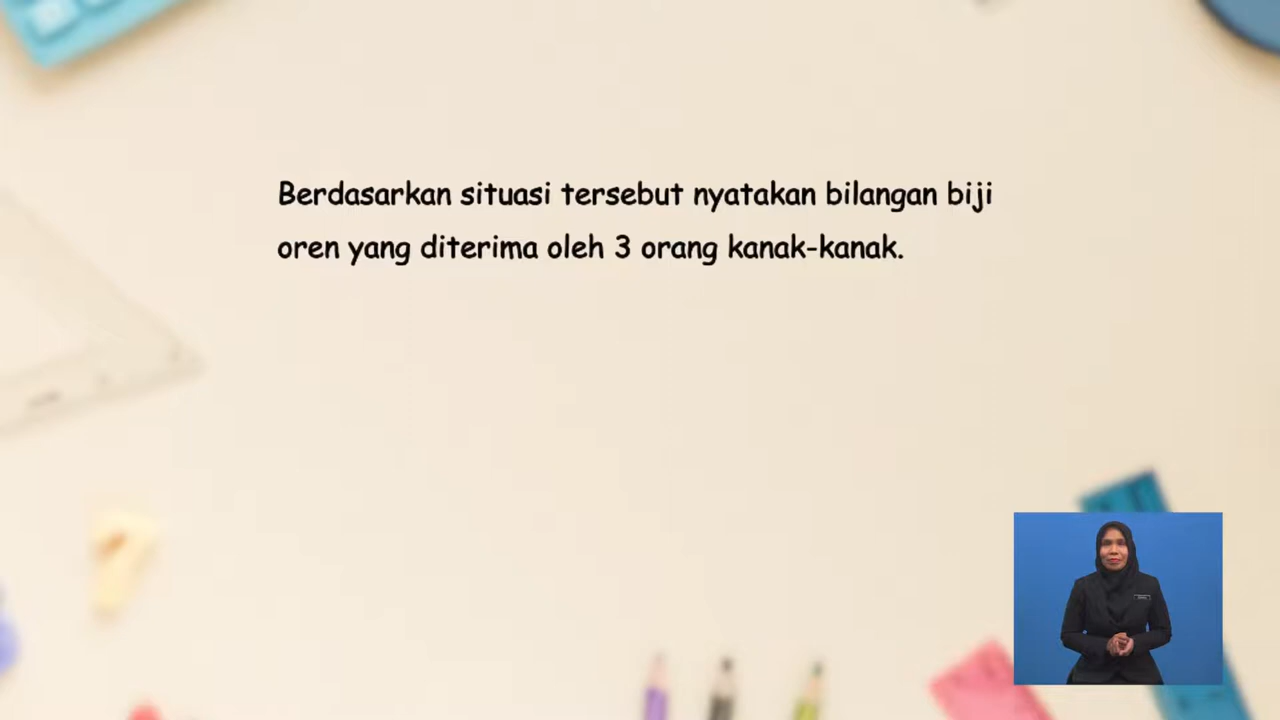 Berdasarkan situasi tersebut nyatakan bilangan biji
oren yang diterima oleh 3 orang kanak-kanak.